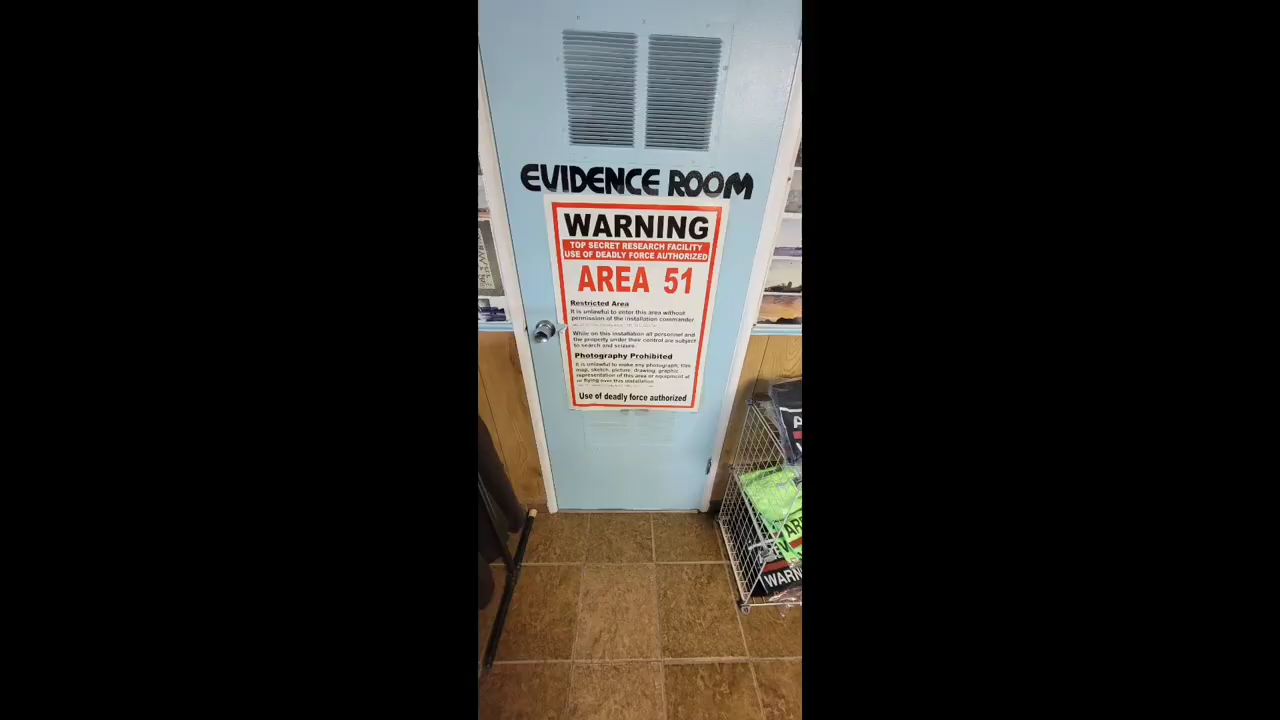 EVIDENCE ROOM
WARNING
TOP SECRET RESEARCH FACILITY
USE OF DEADLY FORCE AUTHORIZED
AREA 51
Restricted Area
It is unlawful to enter this area without
permission of the installation commander.
While on this installation all personnel and
the property under their control are subject
to search and seizure.
Photography Prohibited
It is unlawful to make any photograph, film
map, sketch, picture, drawing, graphic
representation of this area or equipment at
or flying over this installation
Use of deadly force authorized
WARN